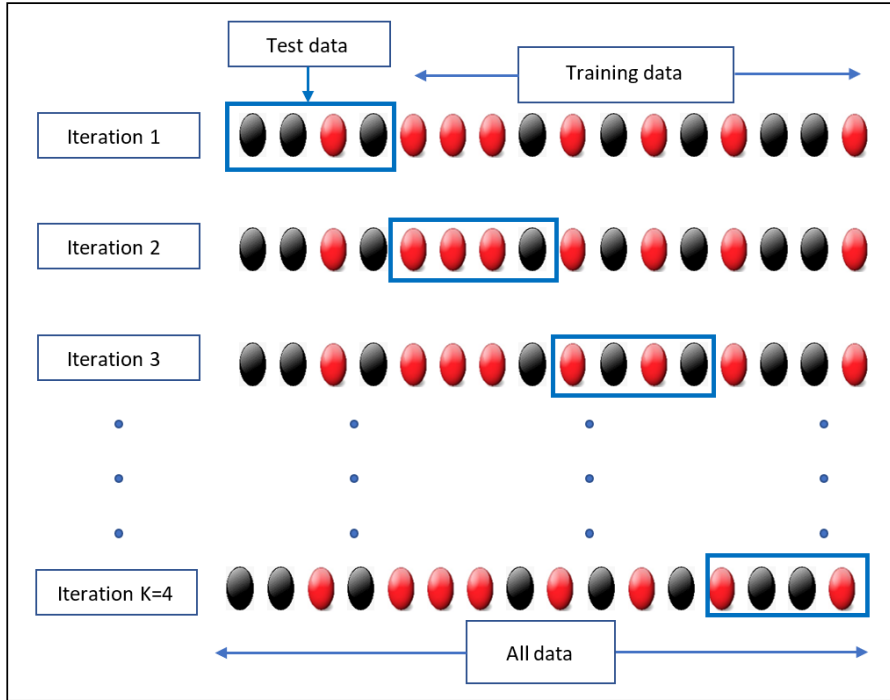 Test data
Training data
Iteration 1
Iteration 2
Iteration 3
Iteration K=4
All data